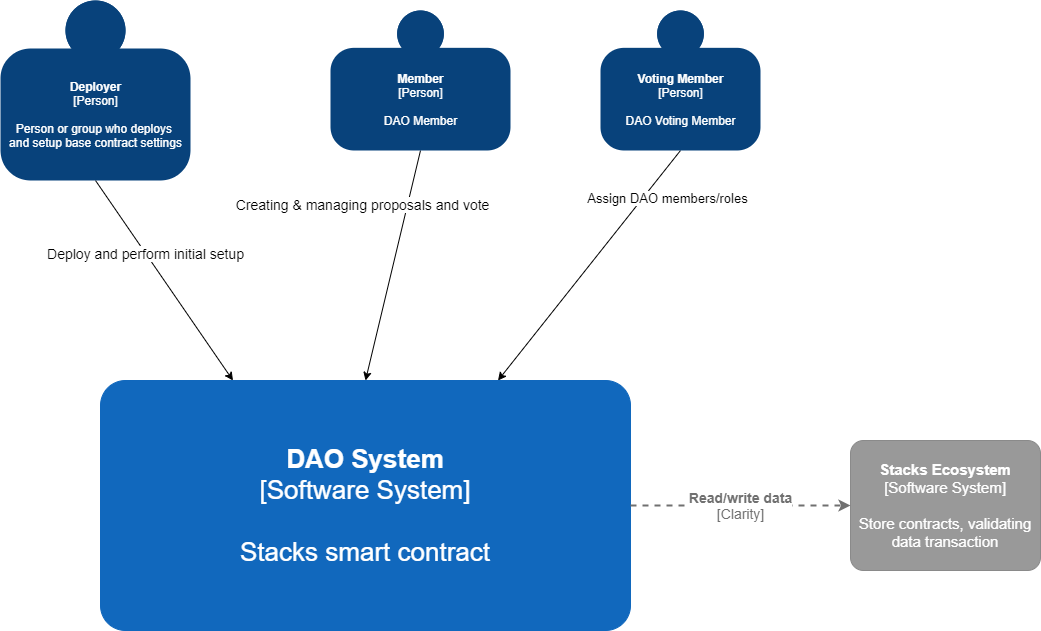 Deployer
[Person]
Person or group who deploys
and setup base contract settings
Member
[Person]
DAO Member
Voting Member
[Person]
DAO Voting Member
Creating & managing proposals and vote
Assign DAO members/roles
Deploy and perform initial setup
DAO System
[Software System]
Stacks smart contract
Read/write data
[Clarity]
Stacks Ecosystem
[Software System]
Store contracts, validating
data transaction